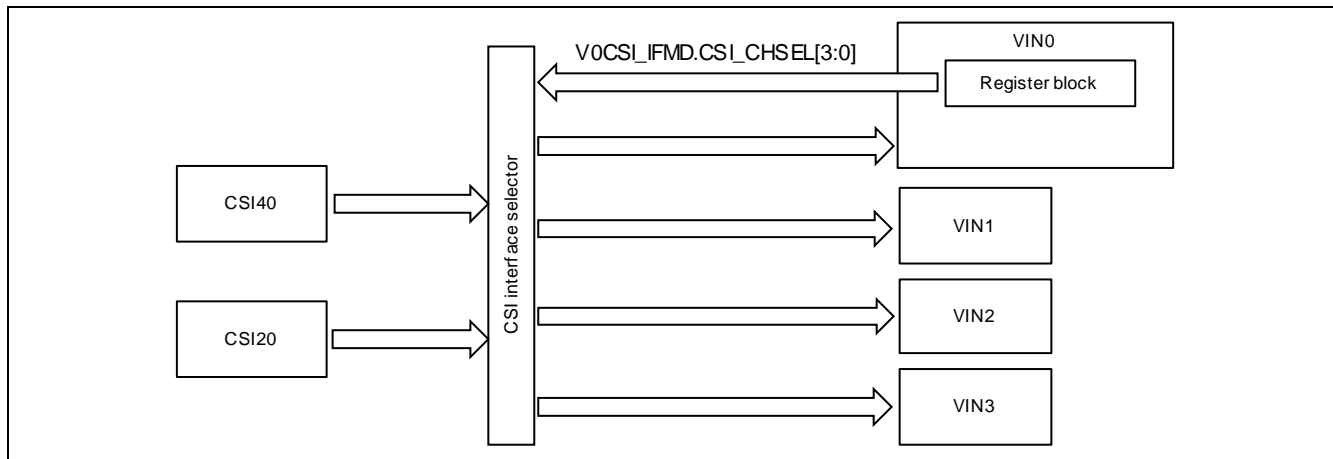 VIN0
V0CSI_IFMD.CSI_CHSEL[3:0]
Register block
CSI interface selector
CSI40
VIN1
CSI20
VIN2
VIN3